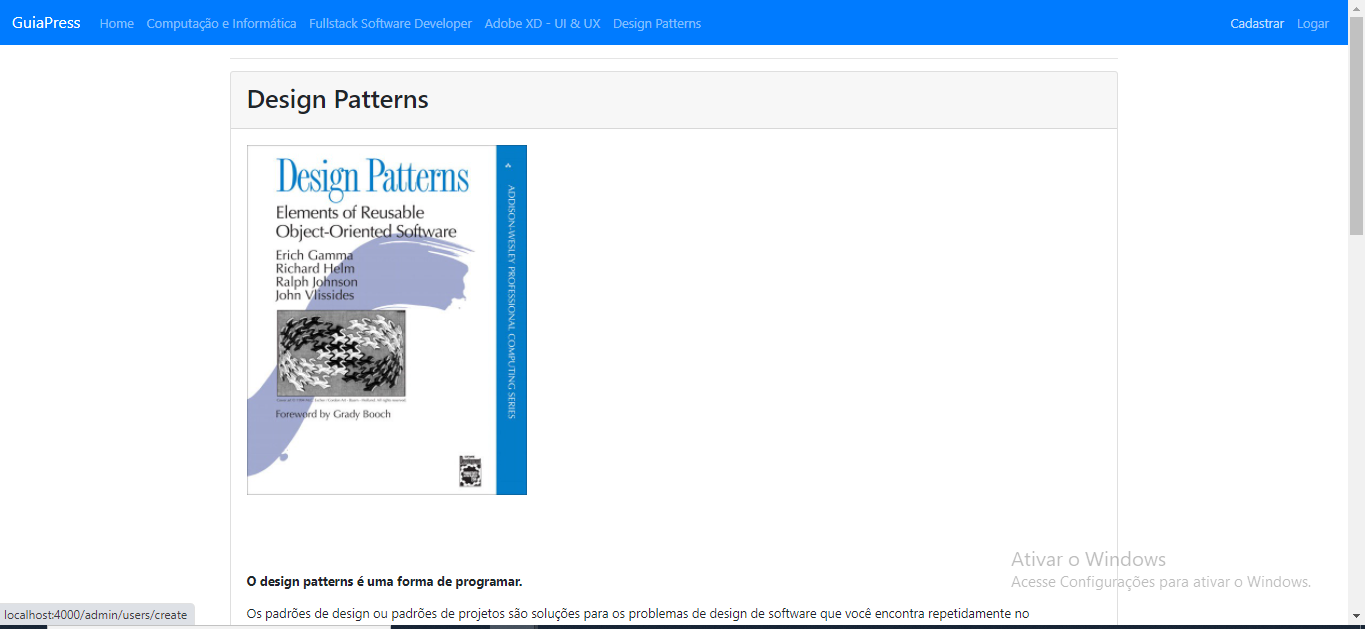 GuiaPress Home Computação e Informática Fullstack Software Developer Adobe XD - UI & UX Design Patterns Cadastrar Logar
Design Patterns
Design Patterns
Elements of Reusable
Object-Oriented Software
Erich Gamma
Richard Helm
Ralph Johnson
John Vlissides
Foreword by Grady Booch
ADDISON-WESLEY PROFESSIONAL COMPUTING SERIES
O design patterns é uma forma de programar.
Os padrões de design ou padrões de projetos são soluções para os problemas de design de software que você encontra repetidamente no
Ativar o Windows
Acesse Configurações para ativar o Windows.
localhost:4000/admin/users/create